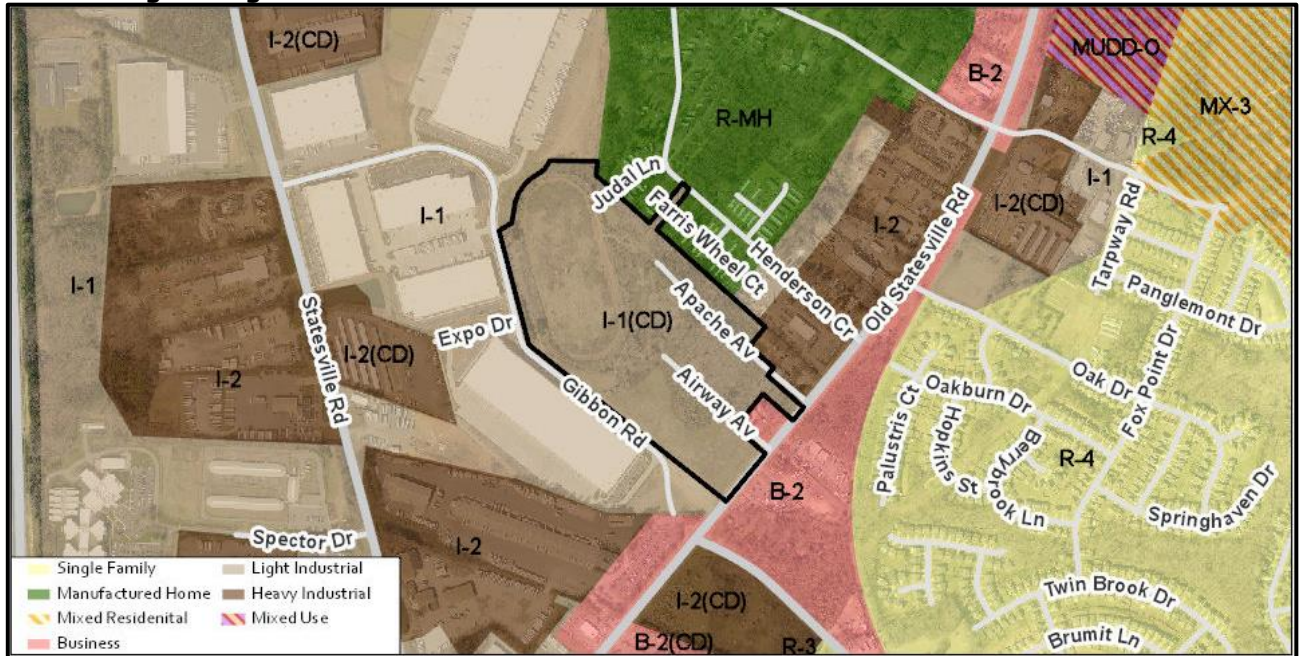 I-2(CD)
MUDD-O
B-2
MX-3
R-MH
R-4
Judal Ln
I-1
I-1
Farris Wheel Ct
I-2
I-2(CD)
Tarpway Rd
Henderson Cr
Old Statesville Rd
I-1
Panglemont Dr
Statesville Rd
Apache Av
I-1(CD)
Expo Dr
I-2(CD)
Fox Point Dr
Oak Dr
I-2
Gibbon Rd
Airway Av
Oakburn Dr
Palustris Ct
Hopkins St
Berrybrook Ln
R-4
B-2
Springhaven Dr
Spector Dr
I-2
Single Family
Light Industrial
Manufactured Home
Heavy Industrial
Mixed Residenital
Mixed Use
Business
I-2(CD)
Twin Brook Dr
B-2(CD)
R-3
Brumit Ln